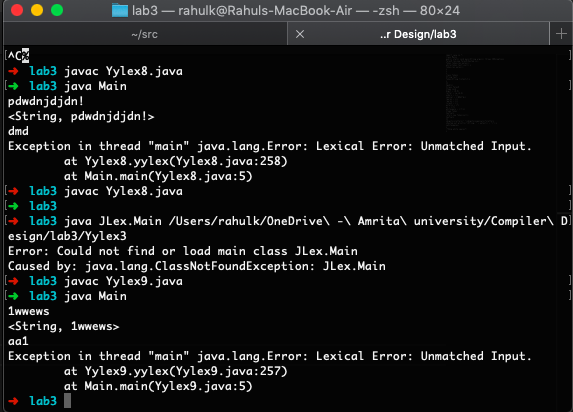 lab3 — rahulk@Rahuls-MacBook-Air — -zsh — 80×24
~/src
..r Design/lab3
^C%
➜ lab3 javac Yylex8.java
➜ lab3 java Main
pdwdnjdjdn!
<String, pdwdnjdjdn!>
dmd
Exception in thread "main" java.lang.Error: Lexical Error: Unmatched Input.
at Yylex8.yylex(Yylex8.java:258)
at Main.main(Yylex8.java:5)
➜ lab3 javac Yylex8.java
➜ lab3
➜ lab3 java JLex.Main /Users/rahulk/OneDrive\ -\ Amrita\ university/Compiler\ D
esign/lab3/Yylex3
Error: Could not find or load main class JLex.Main
Caused by: java.lang.ClassNotFoundException: JLex.Main
➜ lab3 javac Yylex9.java
➜ lab3 java Main
1wwews
<String, 1wwews>
aa1
Exception in thread "main" java.lang.Error: Lexical Error: Unmatched Input.
at Yylex9.yylex(Yylex9.java:257)
at Main.main(Yylex9.java:5)
➜ lab3